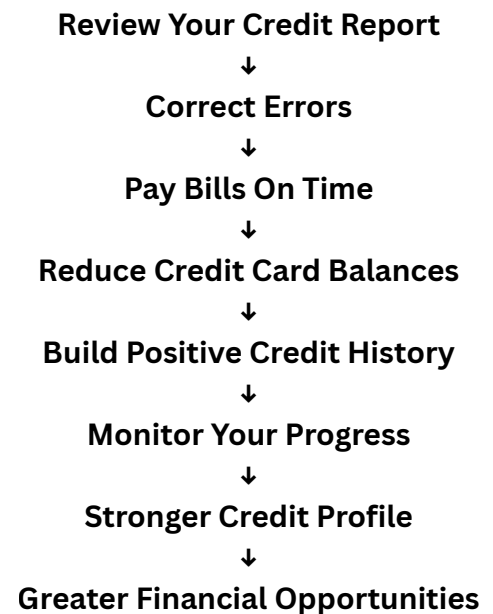 Review Your Credit Report
↓
Correct Errors
↓
Pay Bills On Time
↓
Reduce Credit Card Balances
↓
Build Positive Credit History
↓
Monitor Your Progress
↓
Stronger Credit Profile
↓
Greater Financial Opportunities